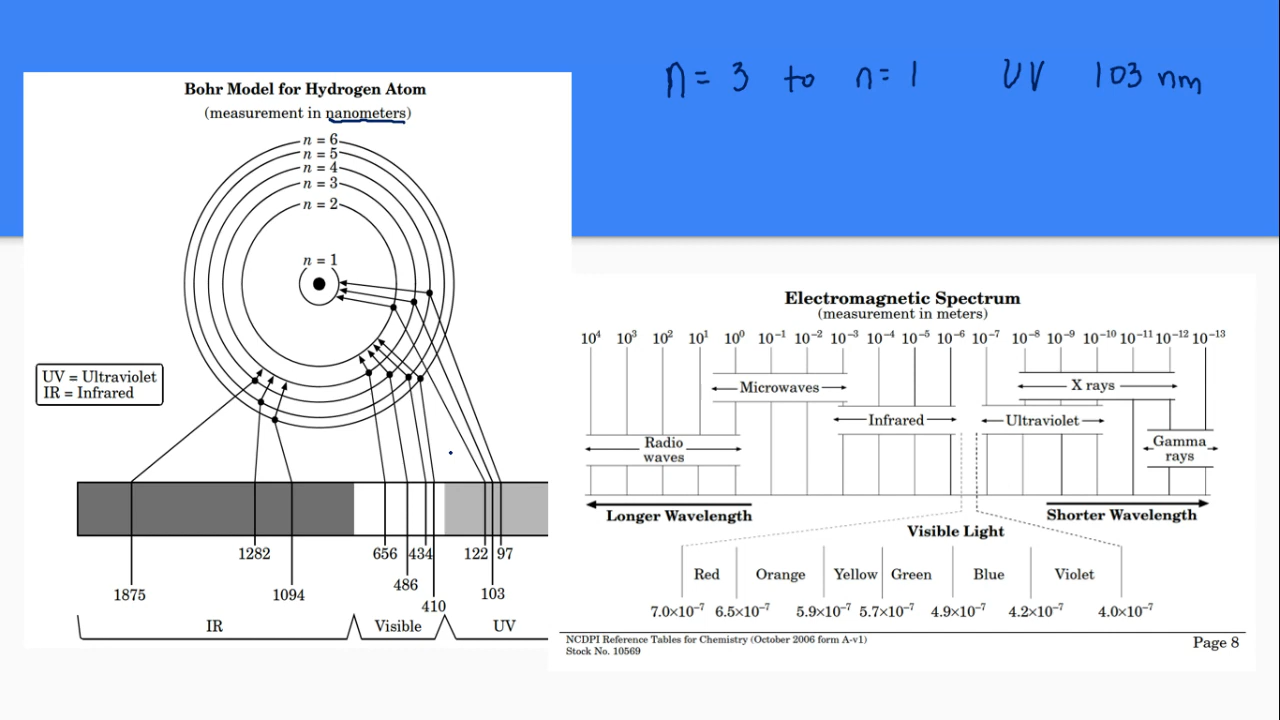 n = 3 to n = 1 UV 103 nm
Bohr Model for Hydrogen Atom
(measurement in nanometers)
n = 6
n = 5
n = 4
n = 3
n = 2
n = 1
UV = Ultraviolet
IR = Infrared
1282 656 434 122 97
486
1875 1094 103
410
IR Visible UV
Electromagnetic Spectrum
(measurement in meters)
10⁴ 10³ 10² 10¹ 10⁰ 10⁻¹ 10⁻² 10⁻³ 10⁻⁴ 10⁻⁵ 10⁻⁶ 10⁻⁷ 10⁻⁸ 10⁻⁹ 10⁻¹⁰ 10⁻¹¹ 10⁻¹² 10⁻¹³
Microwaves X rays
Infrared Ultraviolet
Radio
waves
Gamma
rays
Longer Wavelength Shorter Wavelength
Visible Light
Red Orange Yellow Green Blue Violet
7.0×10⁻⁷ 6.5×10⁻⁷ 5.9×10⁻⁷ 5.7×10⁻⁷ 4.9×10⁻⁷ 4.2×10⁻⁷ 4.0×10⁻⁷
NCDPI Reference Tables for Chemistry (October 2006 form A-v1)
Stock No. 10569
Page 8